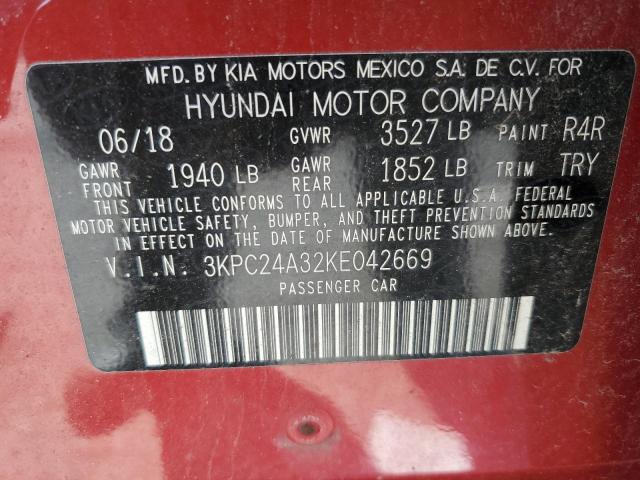 MFD. BY KIA MOTORS MEXICO S.A. DE C.V. FOR
HYUNDAI MOTOR COMPANY
06/18 GVWR 3527 LB PAINT R4R
GAWR FRONT 1940 LB GAWR REAR 1852 LB TRIM TRY
THIS VEHICLE CONFORMS TO ALL APPLICABLE U.S.A. FEDERAL
MOTOR VEHICLE SAFETY, BUMPER, AND THEFT PREVENTION STANDARDS
IN EFFECT ON THE DATE OF MANUFACTURE SHOWN ABOVE.
V.I.N. 3KPC24A32KE042669
PASSENGER CAR